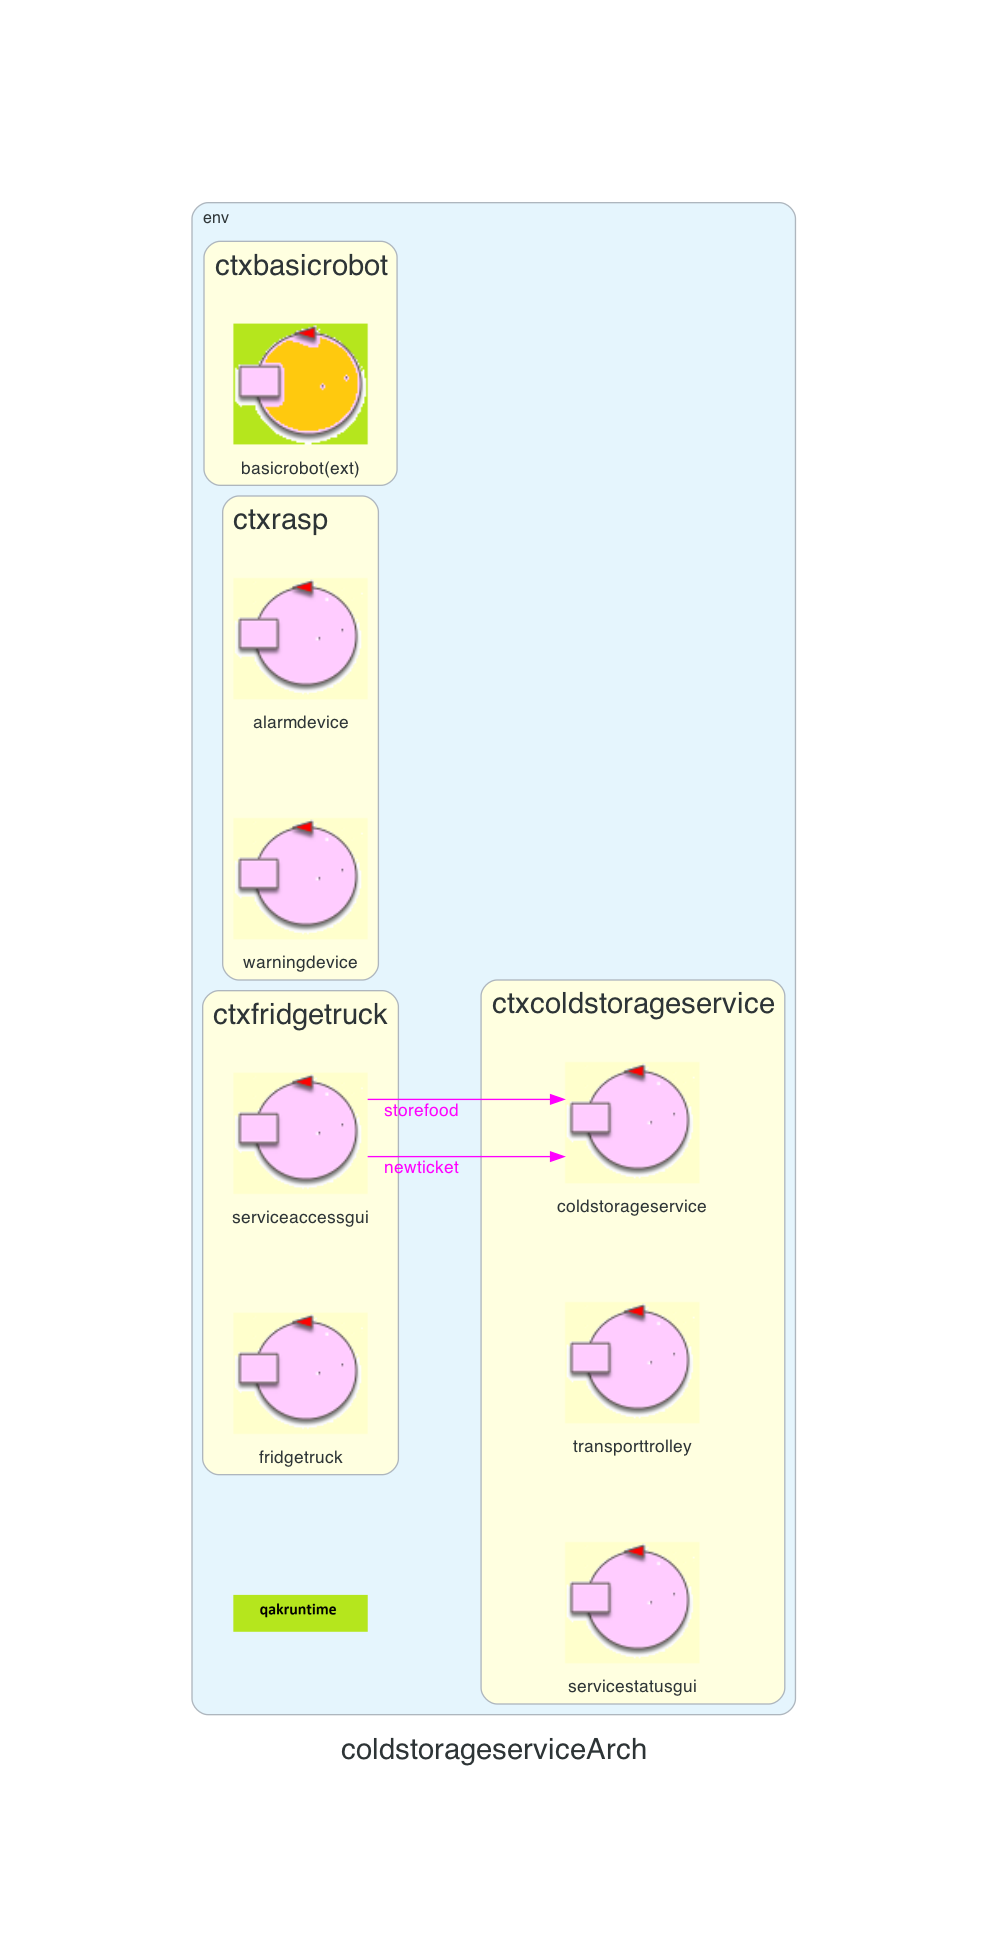 env
ctxbasicrobot
basicrobot(ext)
ctxrasp
alarmdevice
warningdevice
ctxfridgetruck
serviceaccessgui
storefood
newticket
fridgetruck
ctxcoldstorageservice
coldstorageservice
transporttrolley
servicestatusgui
qakruntime
coldstorageserviceArch